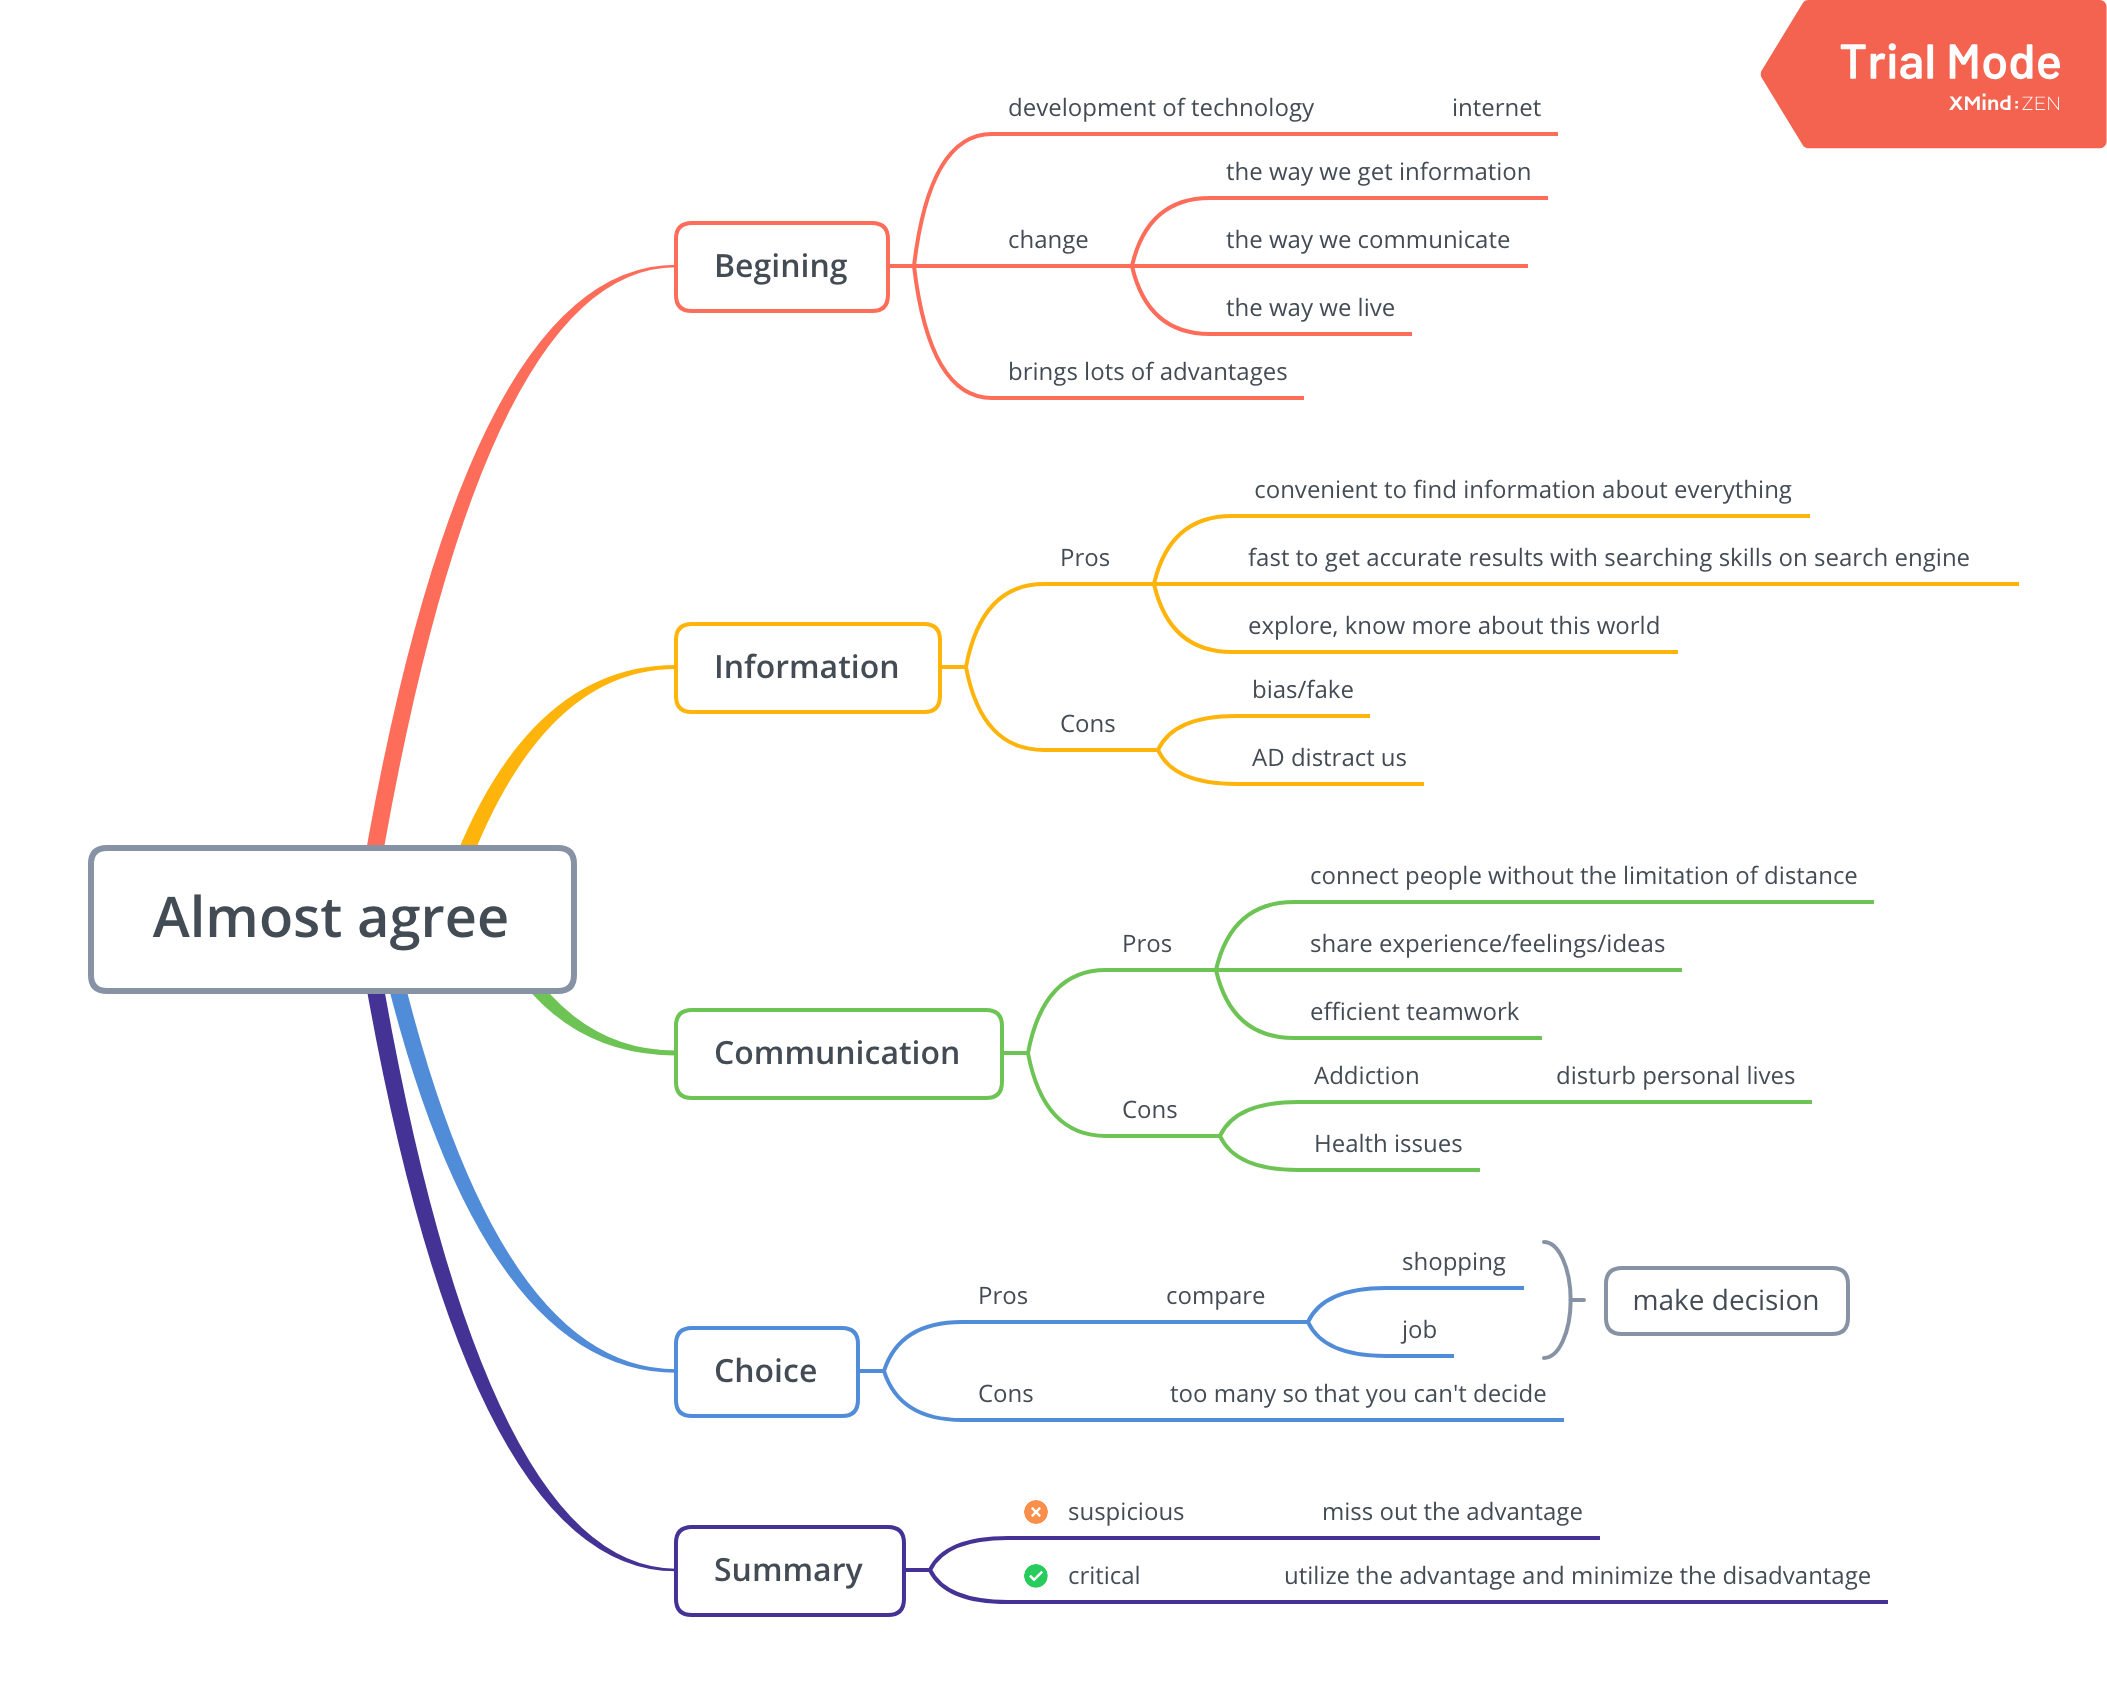 Trial Mode
XMind:ZEN
development of technology internet
the way we get information
change the way we communicate
the way we live
brings lots of advantages
Begining
convenient to find information about everything
Pros fast to get accurate results with searching skills on search engine
explore, know more about this world
Information
bias/fake
Cons
AD distract us
Almost agree
connect people without the limitation of distance
Pros share experience/feelings/ideas
efficient teamwork
Communication
Addiction disturb personal lives
Cons
Health issues
shopping
Pros compare
job
make decision
Choice
Cons too many so that you can't decide
suspicious miss out the advantage
Summary
critical utilize the advantage and minimize the disadvantage